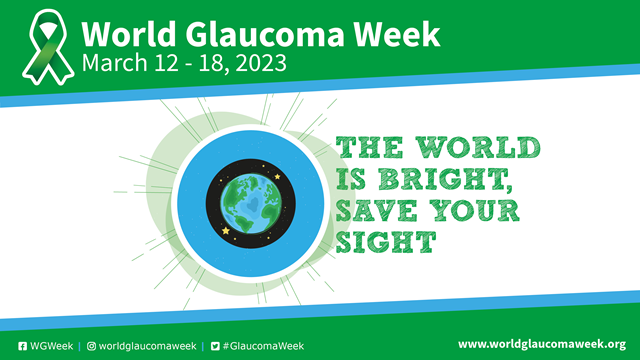 World Glaucoma Week
March 12 - 18, 2023
THE WORLD
IS BRIGHT,
SAVE YOUR
SIGHT
WGWeek | worldglaucomaweek | #GlaucomaWeek
www.worldglaucomaweek.org